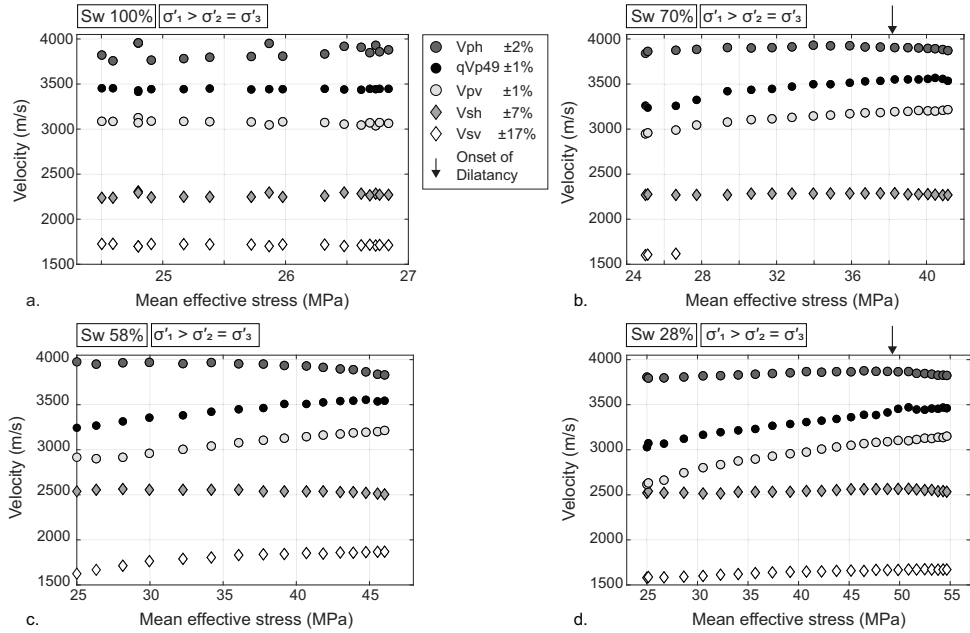 Sw 100% σ'₁ > σ'₂ = σ'₃
4000
3500
3000
2500
2000
1500
Velocity (m/s)
25 26 27
Mean effective stress (MPa)
a.
Vph ±2%
qVp49 ±1%
Vpv ±1%
Vsh ±7%
Vsv ±17%
Onset of
Dilatancy
Sw 70% σ'₁ > σ'₂ = σ'₃
4000
3500
3000
2500
2000
1500
Velocity (m/s)
24 26 28 30 32 34 36 38 40
Mean effective stress (MPa)
b.
Sw 58% σ'₁ > σ'₂ = σ'₃
4000
3500
3000
2500
2000
1500
Velocity (m/s)
25 30 35 40 45
Mean effective stress (MPa)
c.
Sw 28% σ'₁ > σ'₂ = σ'₃
4000
3500
3000
2500
2000
1500
Velocity (m/s)
25 30 35 40 45 50 55
Mean effective stress (MPa)
d.